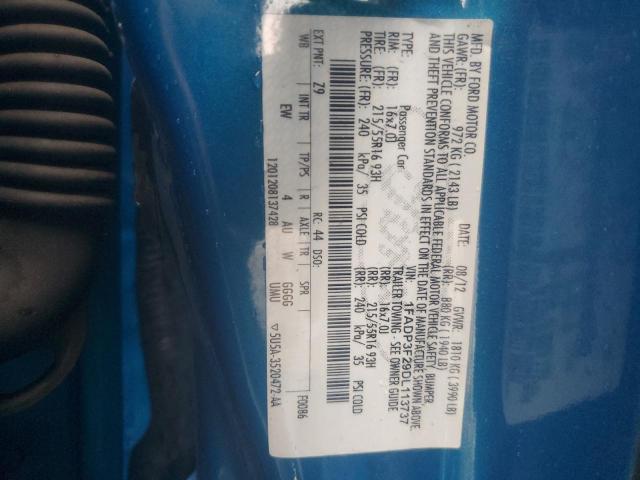 MFD. BY FORD MOTOR CO.
DATE: 08/12 GVWR: 1810 KG ( 3990 LB)
GAWR: (FR): 972 KG ( 2143 LB) (RR): 880 KG ( 1940 LB)
THIS VEHICLE CONFORMS TO ALL APPLICABLE FEDERAL MOTOR VEHICLE SAFETY, BUMPER,
AND THEFT PREVENTION STANDARDS IN EFFECT ON THE DATE OF MANUFACTURE SHOWN ABOVE.
VIN: 1FADP3F29DL113737
TYPE: Passenger Car TRAILER TOWING - SEE OWNER GUIDE
RIM: (FR): 16x7.0J (RR): 16x7.0J
TIRE: (FR): 215/55R16 93H (RR): 215/55R16 93H
PRESSURE: (FR): 240 kPa/ 35 PSI COLD (RR): 240 kPa/ 35 PSI COLD
EXT PNT: Z9 RC: 44 DSO: F0086
WB INT TR TP/PS R AXLE TR SPR
EW 4 AU W GGGG
UMU
1201208137428 ▽ 5U5A-3520472-AA